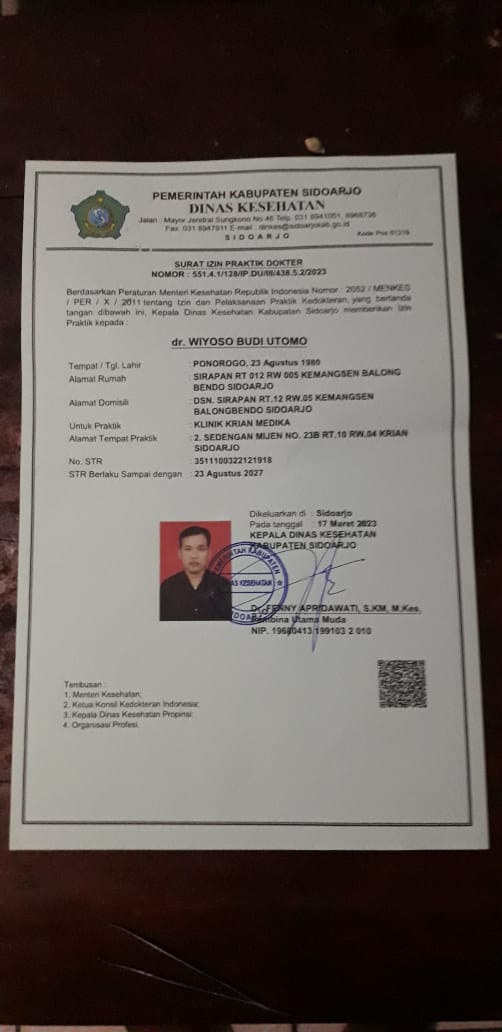 PEMERINTAH KABUPATEN SIDOARJO
DINAS KESEHATAN
Jalan : Mayor Jendral Sungkono No.46 Telp. 031 8941051, 8968736
Fax. 031 8947911 E-mail : dinkes@sidoarjokab.go.id
S I D O A R J O
Kode Pos 61219
SURAT IZIN PRAKTIK DOKTER
NOMOR : 551.4.1/128/IP.DU/III/438.5.2/2023
Berdasarkan Peraturan Menteri Kesehatan Republik Indonesia Nomor : 2052 / MENKES
/ PER / X / 2011 tentang Izin dan Pelaksanaan Praktik Kedokteran, yang bertanda
tangan dibawah ini, Kepala Dinas Kesehatan Kabupaten Sidoarjo memberikan Izin
Praktik kepada :
dr. WIYOSO BUDI UTOMO
Tempat / Tgl. Lahir : PONOROGO, 23 Agustus 1980
Alamat Rumah : SIRAPAN RT 012 RW 005 KEMANGSEN BALONG
BENDO SIDOARJO
Alamat Domisili : DSN. SIRAPAN RT.12 RW.05 KEMANGSEN
BALONGBENDO SIDOARJO
Untuk Praktik : KLINIK KRIAN MEDIKA
Alamat Tempat Praktik : 2. SEDENGAN MIJEN NO. 23B RT.10 RW.04 KRIAN
SIDOARJO
No. STR : 3511100322121918
STR Berlaku Sampai dengan : 23 Agustus 2027
Dikeluarkan di : Sidoarjo
Pada tanggal : 17 Maret 2023
KEPALA DINAS KESEHATAN
KABUPATEN SIDOARJO
AS KESEHATAN
Dr. FENNY APRIDAWATI, S.KM, M.Kes.
Pembina Utama Muda
NIP. 19680413 199103 2 010
Tembusan :
1. Menteri Kesehatan;
2. Ketua Konsil Kedokteran Indonesia;
3. Kepala Dinas Kesehatan Propinsi;
4. Organisasi Profesi.